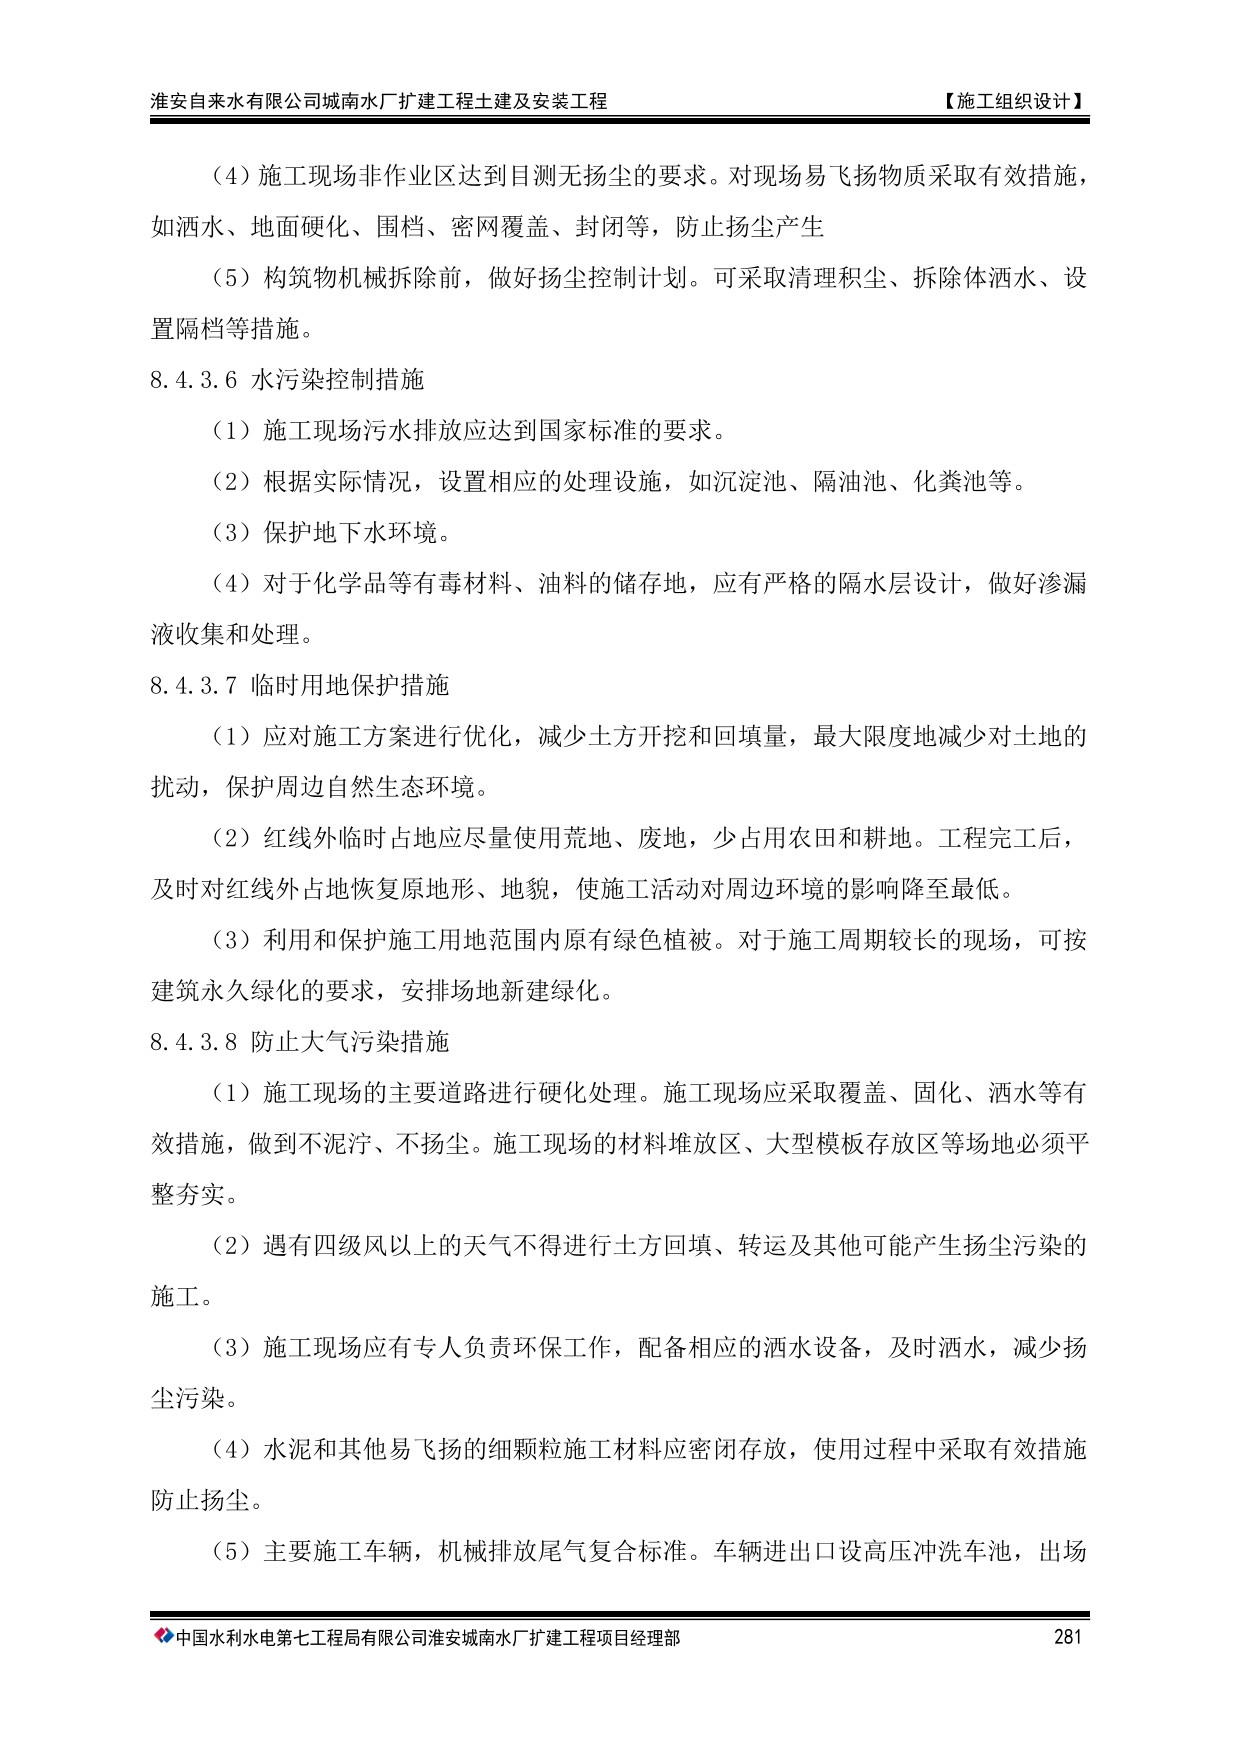 淮安自来水有限公司城南水厂扩建工程土建及安装工程 【施工组织设计】
（4）施工现场非作业区达到目测无扬尘的要求。对现场易飞扬物质采取有效措施，
如洒水、地面硬化、围档、密网覆盖、封闭等，防止扬尘产生
（5）构筑物机械拆除前，做好扬尘控制计划。可采取清理积尘、拆除体洒水、设
置隔档等措施。
8.4.3.6 水污染控制措施
（1）施工现场污水排放应达到国家标准的要求。
（2）根据实际情况，设置相应的处理设施，如沉淀池、隔油池、化粪池等。
（3）保护地下水环境。
（4）对于化学品等有毒材料、油料的储存地，应有严格的隔水层设计，做好渗漏
液收集和处理。
8.4.3.7 临时用地保护措施
（1）应对施工方案进行优化，减少土方开挖和回填量，最大限度地减少对土地的
扰动，保护周边自然生态环境。
（2）红线外临时占地应尽量使用荒地、废地，少占用农田和耕地。工程完工后，
及时对红线外占地恢复原地形、地貌，使施工活动对周边环境的影响降至最低。
（3）利用和保护施工用地范围内原有绿色植被。对于施工周期较长的现场，可按
建筑永久绿化的要求，安排场地新建绿化。
8.4.3.8 防止大气污染措施
（1）施工现场的主要道路进行硬化处理。施工现场应采取覆盖、固化、洒水等有
效措施，做到不泥泞、不扬尘。施工现场的材料堆放区、大型模板存放区等场地必须平
整夯实。
（2）遇有四级风以上的天气不得进行土方回填、转运及其他可能产生扬尘污染的
施工。
（3）施工现场应有专人负责环保工作，配备相应的洒水设备，及时洒水，减少扬
尘污染。
（4）水泥和其他易飞扬的细颗粒施工材料应密闭存放，使用过程中采取有效措施
防止扬尘。
（5）主要施工车辆，机械排放尾气复合标准。车辆进出口设高压冲洗车池，出场
中国水利水电第七工程局有限公司淮安城南水厂扩建工程项目经理部 281